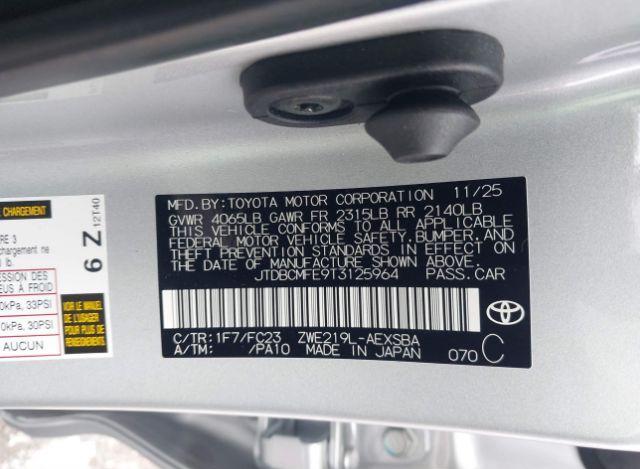 MFD.BY:TOYOTA MOTOR CORPORATION 11/25
GVWR 4065LB GAWR FR 2315LB RR 2140LB
THIS VEHICLE CONFORMS TO ALL APPLICABLE
FEDERAL MOTOR VEHICLE SAFETY,BUMPER,AND
THEFT PREVENTION STANDARDS IN EFFECT ON
THE DATE OF MANUFACTURE SHOWN ABOVE.
JTDBCMFE9T3125964 PASS.CAR
C/TR:1F7/FC23 ZWE219L-AEXSBA
A/TM: /PA10 MADE IN JAPAN 070 C
6 Z 12T40
RE 3
chargement ne
lb.
DES PNEUS
À FROID
0kPa, 33PSI
0kPa, 30PSI
AUCUN
VOIR LE MANUEL
DE L'USAGER
POUR PLUS DE
RENSEIGNEMENTS